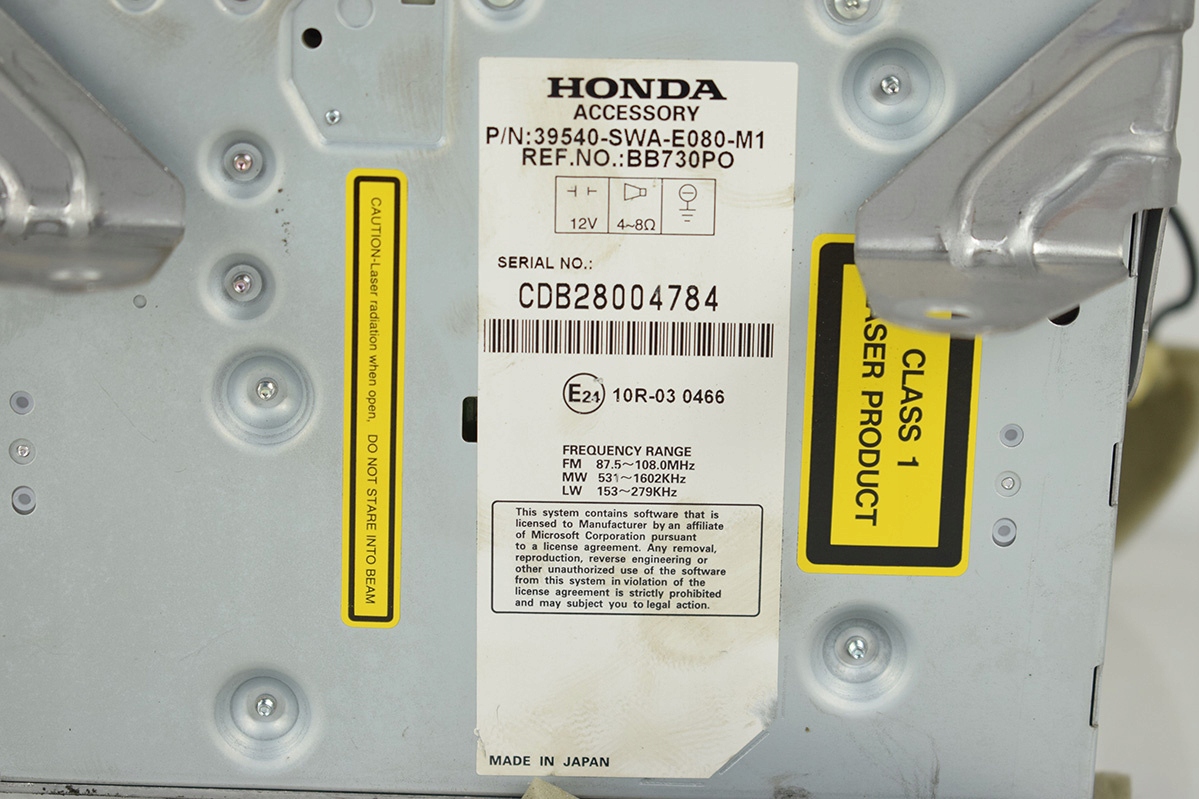 HONDA
ACCESSORY
P/N:39540-SWA-E080-M1
REF.NO.:BB730PO
12V 4~8Ω
SERIAL NO.:
CDB28004784
E24 10R-03 0466
FREQUENCY RANGE
FM 87.5~108.0MHz
MW 531~1602KHz
LW 153~279KHz
This system contains software that is
licensed to Manufacturer by an affiliate
of Microsoft Corporation pursuant
to a license agreement. Any removal,
reproduction, reverse engineering or
other unauthorized use of the software
from this system in violation of the
license agreement is strictly prohibited
and may subject you to legal action.
MADE IN JAPAN
CAUTION-Laser radiation when open, DO NOT STARE INTO BEAM
CLASS 1
ASER PRODUCT